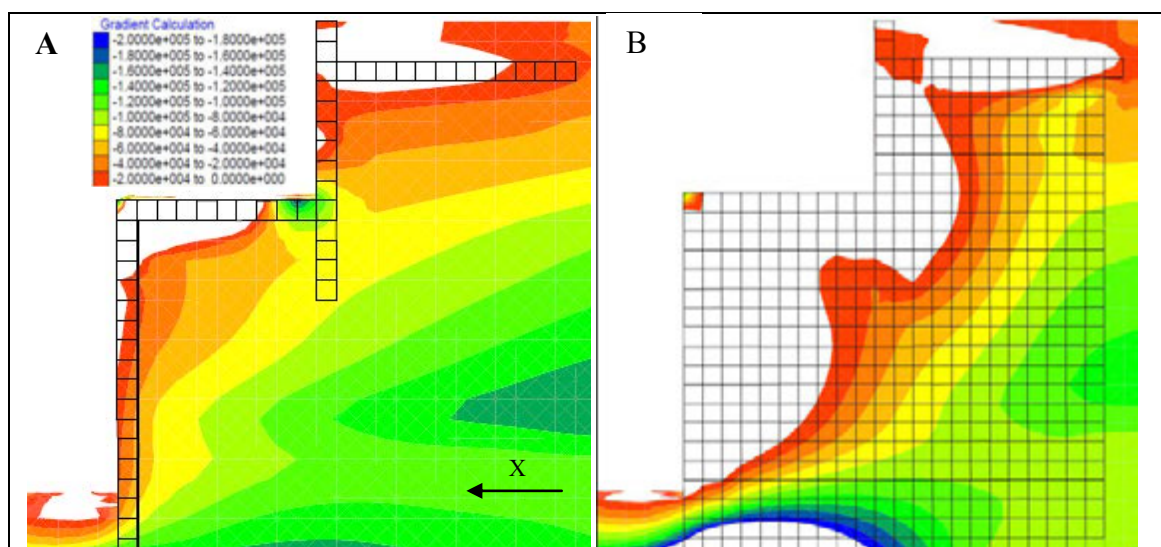 A
Gradient Calculation
-2.0000e+005 to -1.8000e+005
-1.8000e+005 to -1.6000e+005
-1.6000e+005 to -1.4000e+005
-1.4000e+005 to -1.2000e+005
-1.2000e+005 to -1.0000e+005
-1.0000e+005 to -8.0000e+004
-8.0000e+004 to -6.0000e+004
-6.0000e+004 to -4.0000e+004
-4.0000e+004 to -2.0000e+004
-2.0000e+004 to 0.0000e+000
X
B